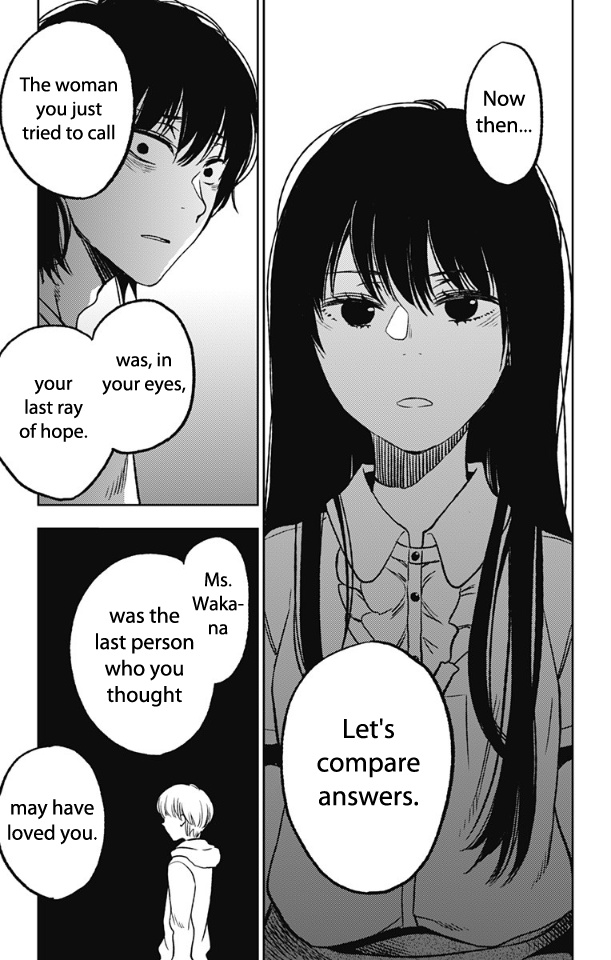 Now
then...
Let's
compare
answers.
The woman
you just
tried to call
was, in
your eyes,
your
last ray
of hope.
Ms.
Waka-
na
was the
last person
who you
thought
may have
loved you.